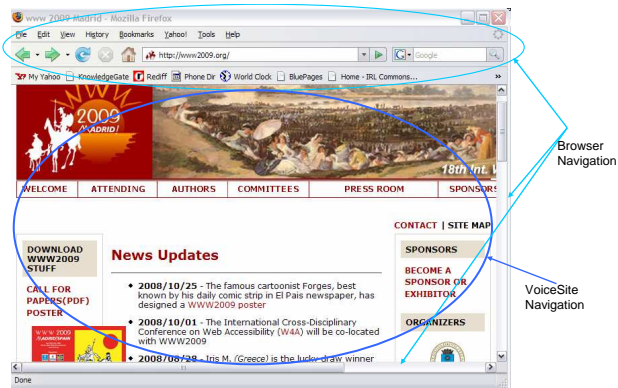 www 2009 Madrid - Mozilla Firefox
File Edit View History Bookmarks Yahoo! Tools Help
http://www2009.org/ Google
My Yahoo KnowledgeGate Rediff Phone Dir World Clock BluePages Home - IRL Commons... »
2009
MADRID!
18th Int. W
WELCOME ATTENDING AUTHORS COMMITTEES PRESS ROOM SPONSORS
CONTACT | SITE MAP
DOWNLOAD
WWW2009
STUFF
CALL FOR
PAPERS(PDF)
POSTER
WWW 2009
News Updates
2008/10/25 - The famous cartoonist Forges, best
known by his daily comic strip in El Pais newspaper, has
designed a WWW2009 poster
2008/10/01 - The International Cross-Disciplinary
Conference on Web Accessibility (W4A) will be co-located
with WWW2009
2008/08/28 - Iris M. (Greece) is the lucky draw winner
SPONSORS
BECOME A
SPONSOR OR
EXHIBITOR
ORGANIZERS
Done
Browser
Navigation
VoiceSite
Navigation